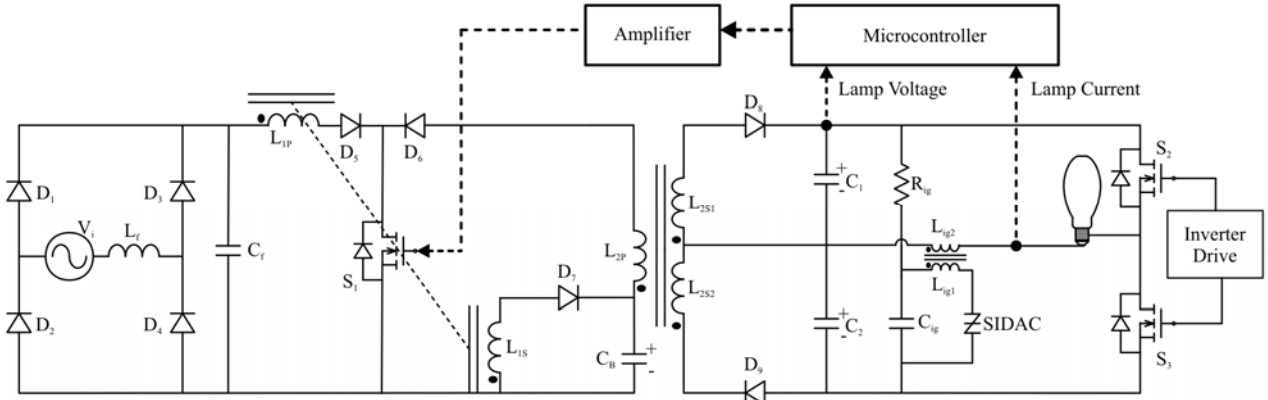 Amplifier
Microcontroller
Lamp Voltage
Lamp Current
L1P
D5
D6
D8
+
-
C1
Rig
S2
D1
D3
Vi
Lf
Cf
S1
L2P
L2S1
Lig2
Inverter
Drive
D7
L2S2
Lig1
D2
D4
L1S
CB
+
-
+
-
C2
Cig
SIDAC
D9
S3